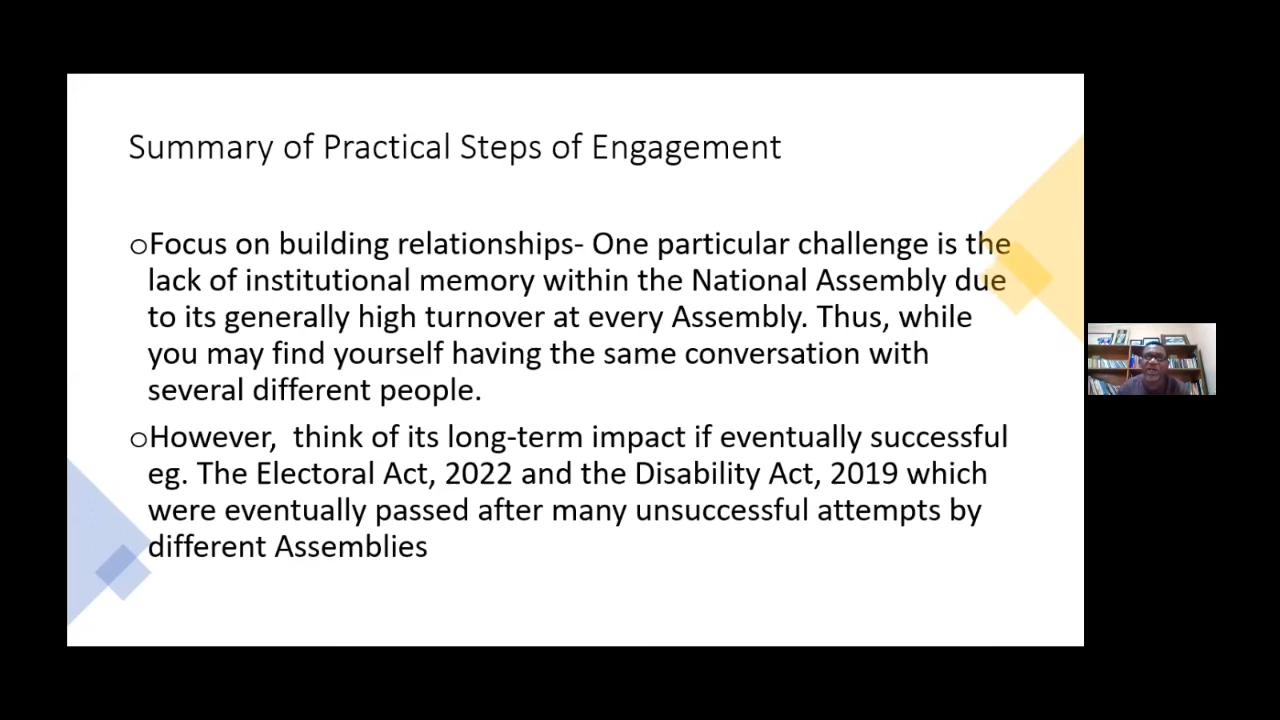 Summary of Practical Steps of Engagement
oFocus on building relationships- One particular challenge is the
lack of institutional memory within the National Assembly due
to its generally high turnover at every Assembly. Thus, while
you may find yourself having the same conversation with
several different people.
oHowever,  think of its long-term impact if eventually successful
eg. The Electoral Act, 2022 and the Disability Act, 2019 which
were eventually passed after many unsuccessful attempts by
different Assemblies